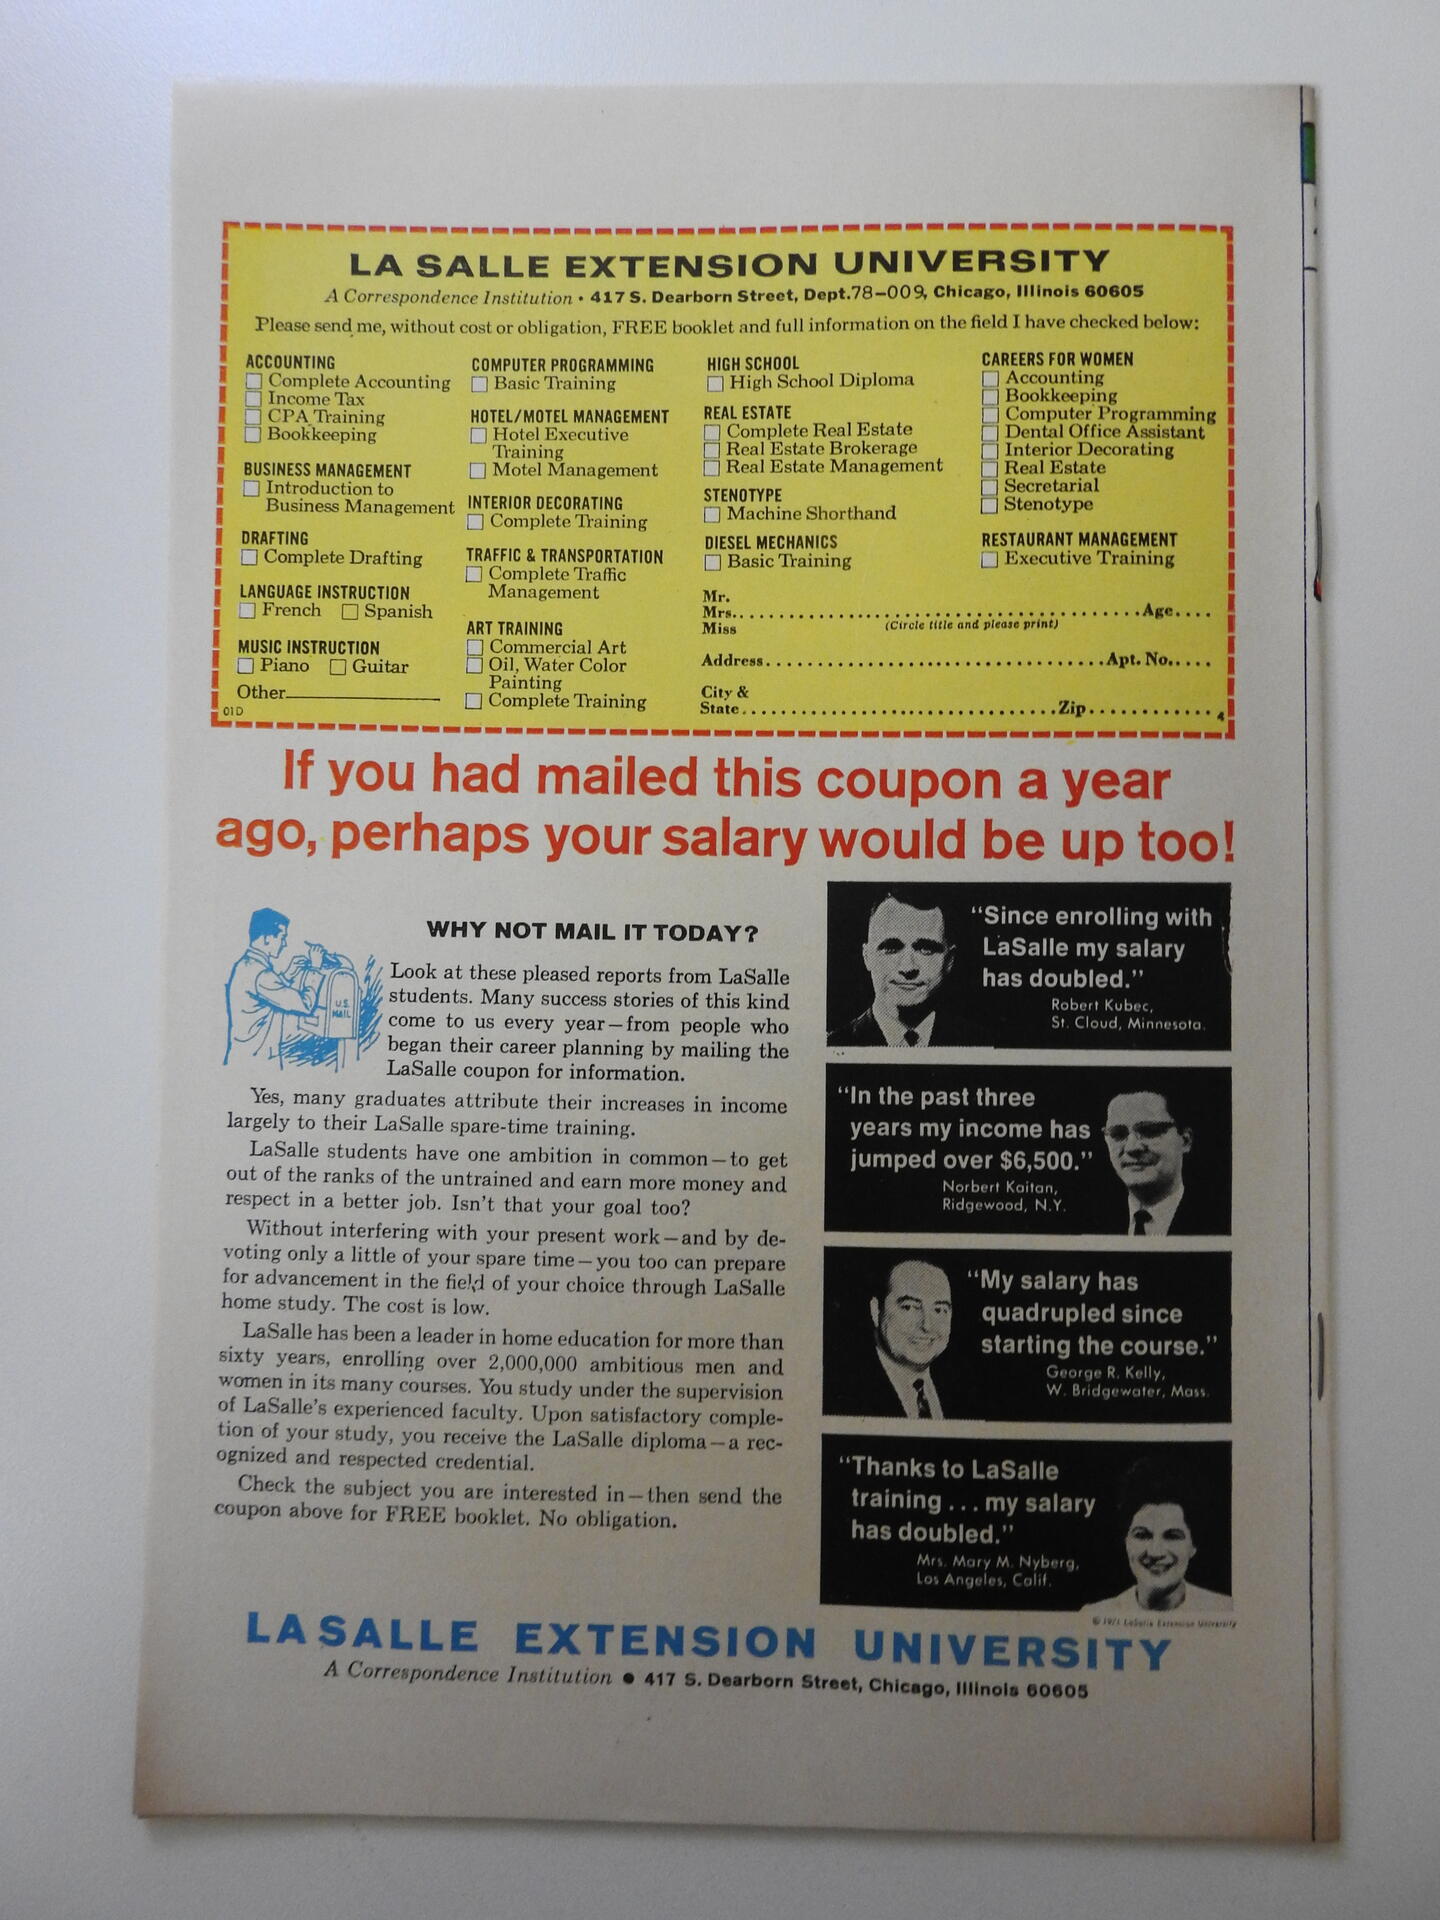 LA SALLE EXTENSION UNIVERSITY
A Correspondence Institution • 417 S. Dearborn Street, Dept.78-009, Chicago, Illinois 60605
Please send me, without cost or obligation, FREE booklet and full information on the field I have checked below:
ACCOUNTING
Complete Accounting
Income Tax
CPA Training
Bookkeeping
BUSINESS MANAGEMENT
Introduction to
Business Management
DRAFTING
Complete Drafting
LANGUAGE INSTRUCTION
French Spanish
MUSIC INSTRUCTION
Piano Guitar
Other
01D
COMPUTER PROGRAMMING
Basic Training
HOTEL/MOTEL MANAGEMENT
Hotel Executive
Training
Motel Management
INTERIOR DECORATING
Complete Training
TRAFFIC & TRANSPORTATION
Complete Traffic
Management
ART TRAINING
Commercial Art
Oil, Water Color
Painting
Complete Training
HIGH SCHOOL
High School Diploma
REAL ESTATE
Complete Real Estate
Real Estate Brokerage
Real Estate Management
STENOTYPE
Machine Shorthand
DIESEL MECHANICS
Basic Training
CAREERS FOR WOMEN
Accounting
Bookkeeping
Computer Programming
Dental Office Assistant
Interior Decorating
Real Estate
Secretarial
Stenotype
RESTAURANT MANAGEMENT
Executive Training
Mr.
Mrs. Age
Miss (Circle title and please print)
Address Apt. No.
City &
State Zip
4
If you had mailed this coupon a year
ago, perhaps your salary would be up too!
WHY NOT MAIL IT TODAY?
U.S.
MAIL
Look at these pleased reports from LaSalle
students. Many success stories of this kind
come to us every year—from people who
began their career planning by mailing the
LaSalle coupon for information.
Yes, many graduates attribute their increases in income
largely to their LaSalle spare-time training.
LaSalle students have one ambition in common—to get
out of the ranks of the untrained and earn more money and
respect in a better job. Isn't that your goal too?
Without interfering with your present work—and by de-
voting only a little of your spare time—you too can prepare
for advancement in the field of your choice through LaSalle
home study. The cost is low.
LaSalle has been a leader in home education for more than
sixty years, enrolling over 2,000,000 ambitious men and
women in its many courses. You study under the supervision
of LaSalle's experienced faculty. Upon satisfactory comple-
tion of your study, you receive the LaSalle diploma—a rec-
ognized and respected credential.
Check the subject you are interested in—then send the
coupon above for FREE booklet. No obligation.
"Since enrolling with
LaSalle my salary
has doubled."
Robert Kubec,
St. Cloud, Minnesota.
"In the past three
years my income has
jumped over $6,500."
Norbert Kaitan,
Ridgewood, N.Y.
"My salary has
quadrupled since
starting the course."
George R. Kelly,
W. Bridgewater, Mass.
"Thanks to LaSalle
training ... my salary
has doubled."
Mrs. Mary M. Nyberg,
Los Angeles, Calif.
© 1971 LaSalle Extension University
LASALLE EXTENSION UNIVERSITY
A Correspondence Institution • 417 S. Dearborn Street, Chicago, Illinois 60605